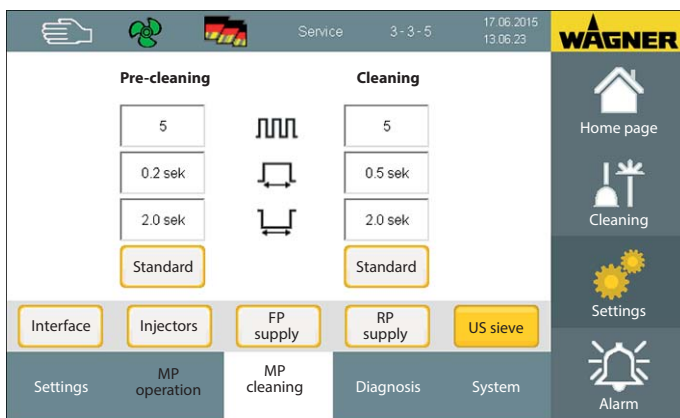 Service 3-3-5 17.06.2015
13.06.23
WAGNER
Pre-cleaning Cleaning
5 5
0.2 sek 0.5 sek
2.0 sek 2.0 sek
Standard Standard
Interface
Injectors
FP
supply
RP
supply
US sieve
Settings
MP
operation
MP
cleaning
Diagnosis
System
Home page
Cleaning
Settings
Alarm